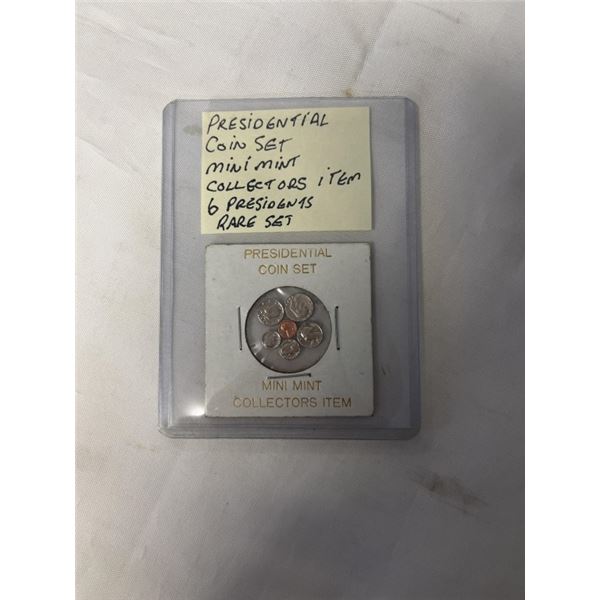 PRESIDENTIAL
COIN SET
MINI MINT
COLLECTORS ITEM
6 PRESIDENTS
RARE SET
PRESIDENTIAL
COIN SET
MINI MINT
COLLECTORS ITEM